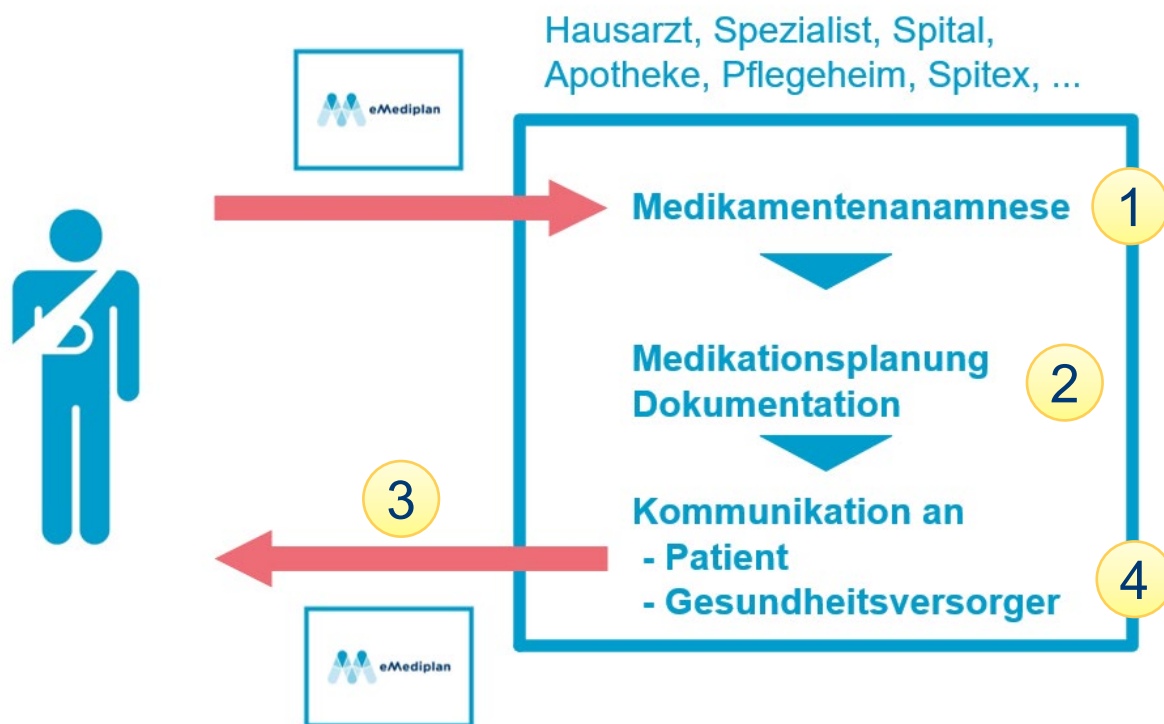 Hausarzt, Spezialist, Spital,
Apotheke, Pflegeheim, Spitex, ...
eMediplan
Medikamentenanamnese
1
Medikationsplanung
Dokumentation
2
3
Kommunikation an
- Patient
- Gesundheitsversorger
4
eMediplan